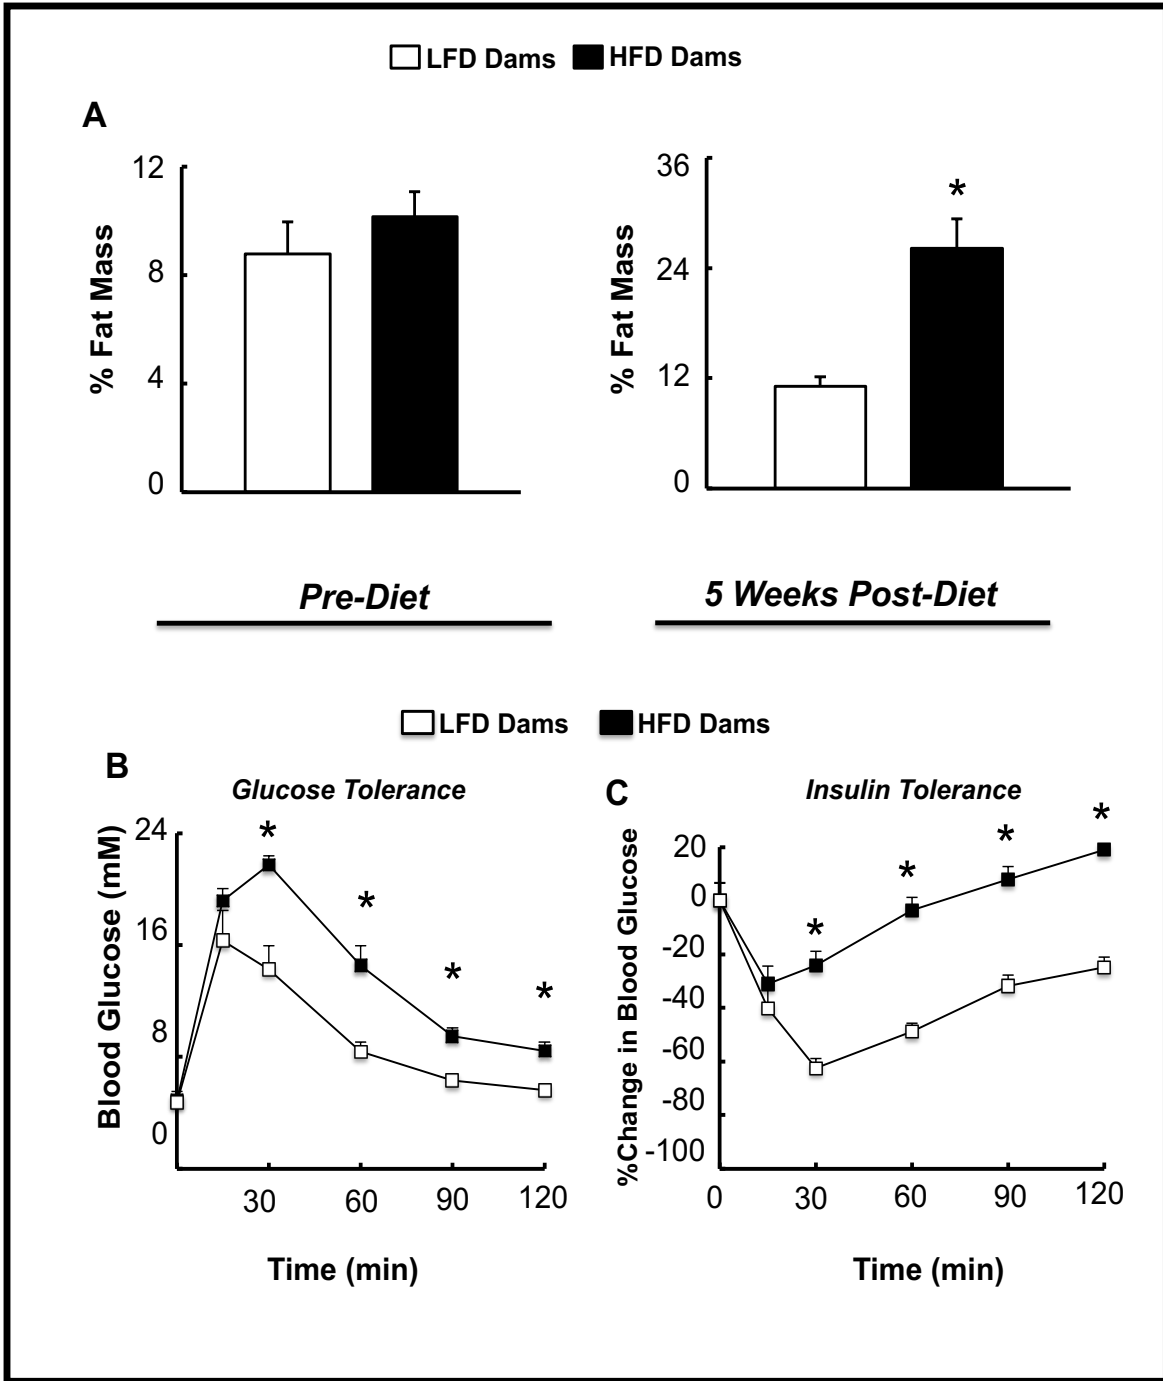 LFD Dams HFD Dams
A
% Fat Mass
12
8
4
0
% Fat Mass
36
*
24
12
0
Pre-Diet
5 Weeks Post-Diet
LFD Dams HFD Dams
B
Glucose Tolerance
Blood Glucose (mM)
24
16
8
0
* * * * *
30 60 90 120
Time (min)
C
Insulin Tolerance
%Change in Blood Glucose
20
0
-20
-40
-60
-80
-100
* * * *
0 30 60 90 120
Time (min)